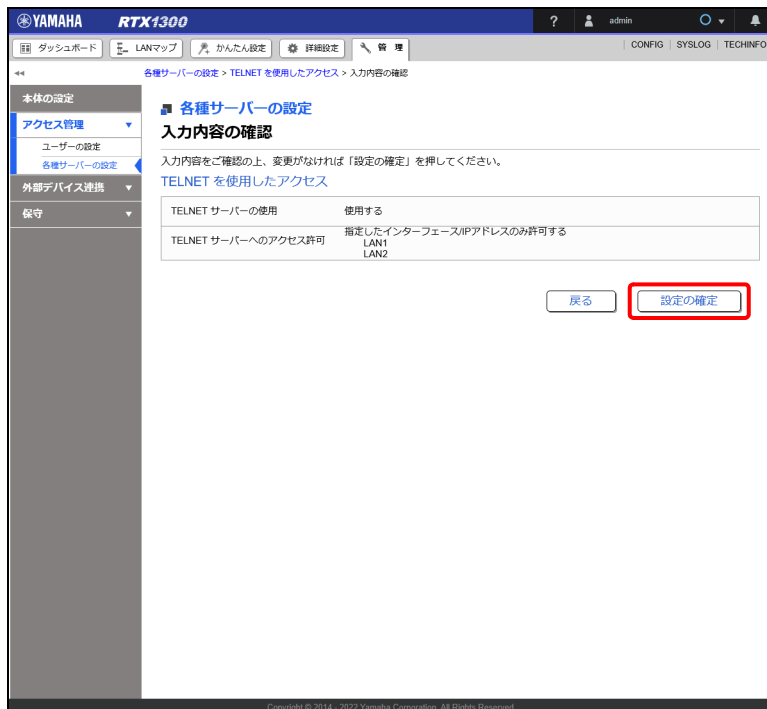 YAMAHA RTX1300 ? admin
ダッシュボード LANマップ かんたん設定 詳細設定 管 理 CONFIG SYSLOG TECHINFO
各種サーバーの設定 > TELNET を使用したアクセス > 入力内容の確認
本体の設定
アクセス管理
ユーザーの設定
各種サーバーの設定
外部デバイス連携
保守
各種サーバーの設定
入力内容の確認
入力内容をご確認の上、変更がなければ「設定の確定」を押してください。
TELNET を使用したアクセス
TELNET サーバーの使用 使用する
TELNET サーバーへのアクセス許可 指定したインターフェース/IPアドレスのみ許可する
LAN1
LAN2
戻る 設定の確定
Copyright © 2014 - 2022 Yamaha Corporation. All Rights Reserved.